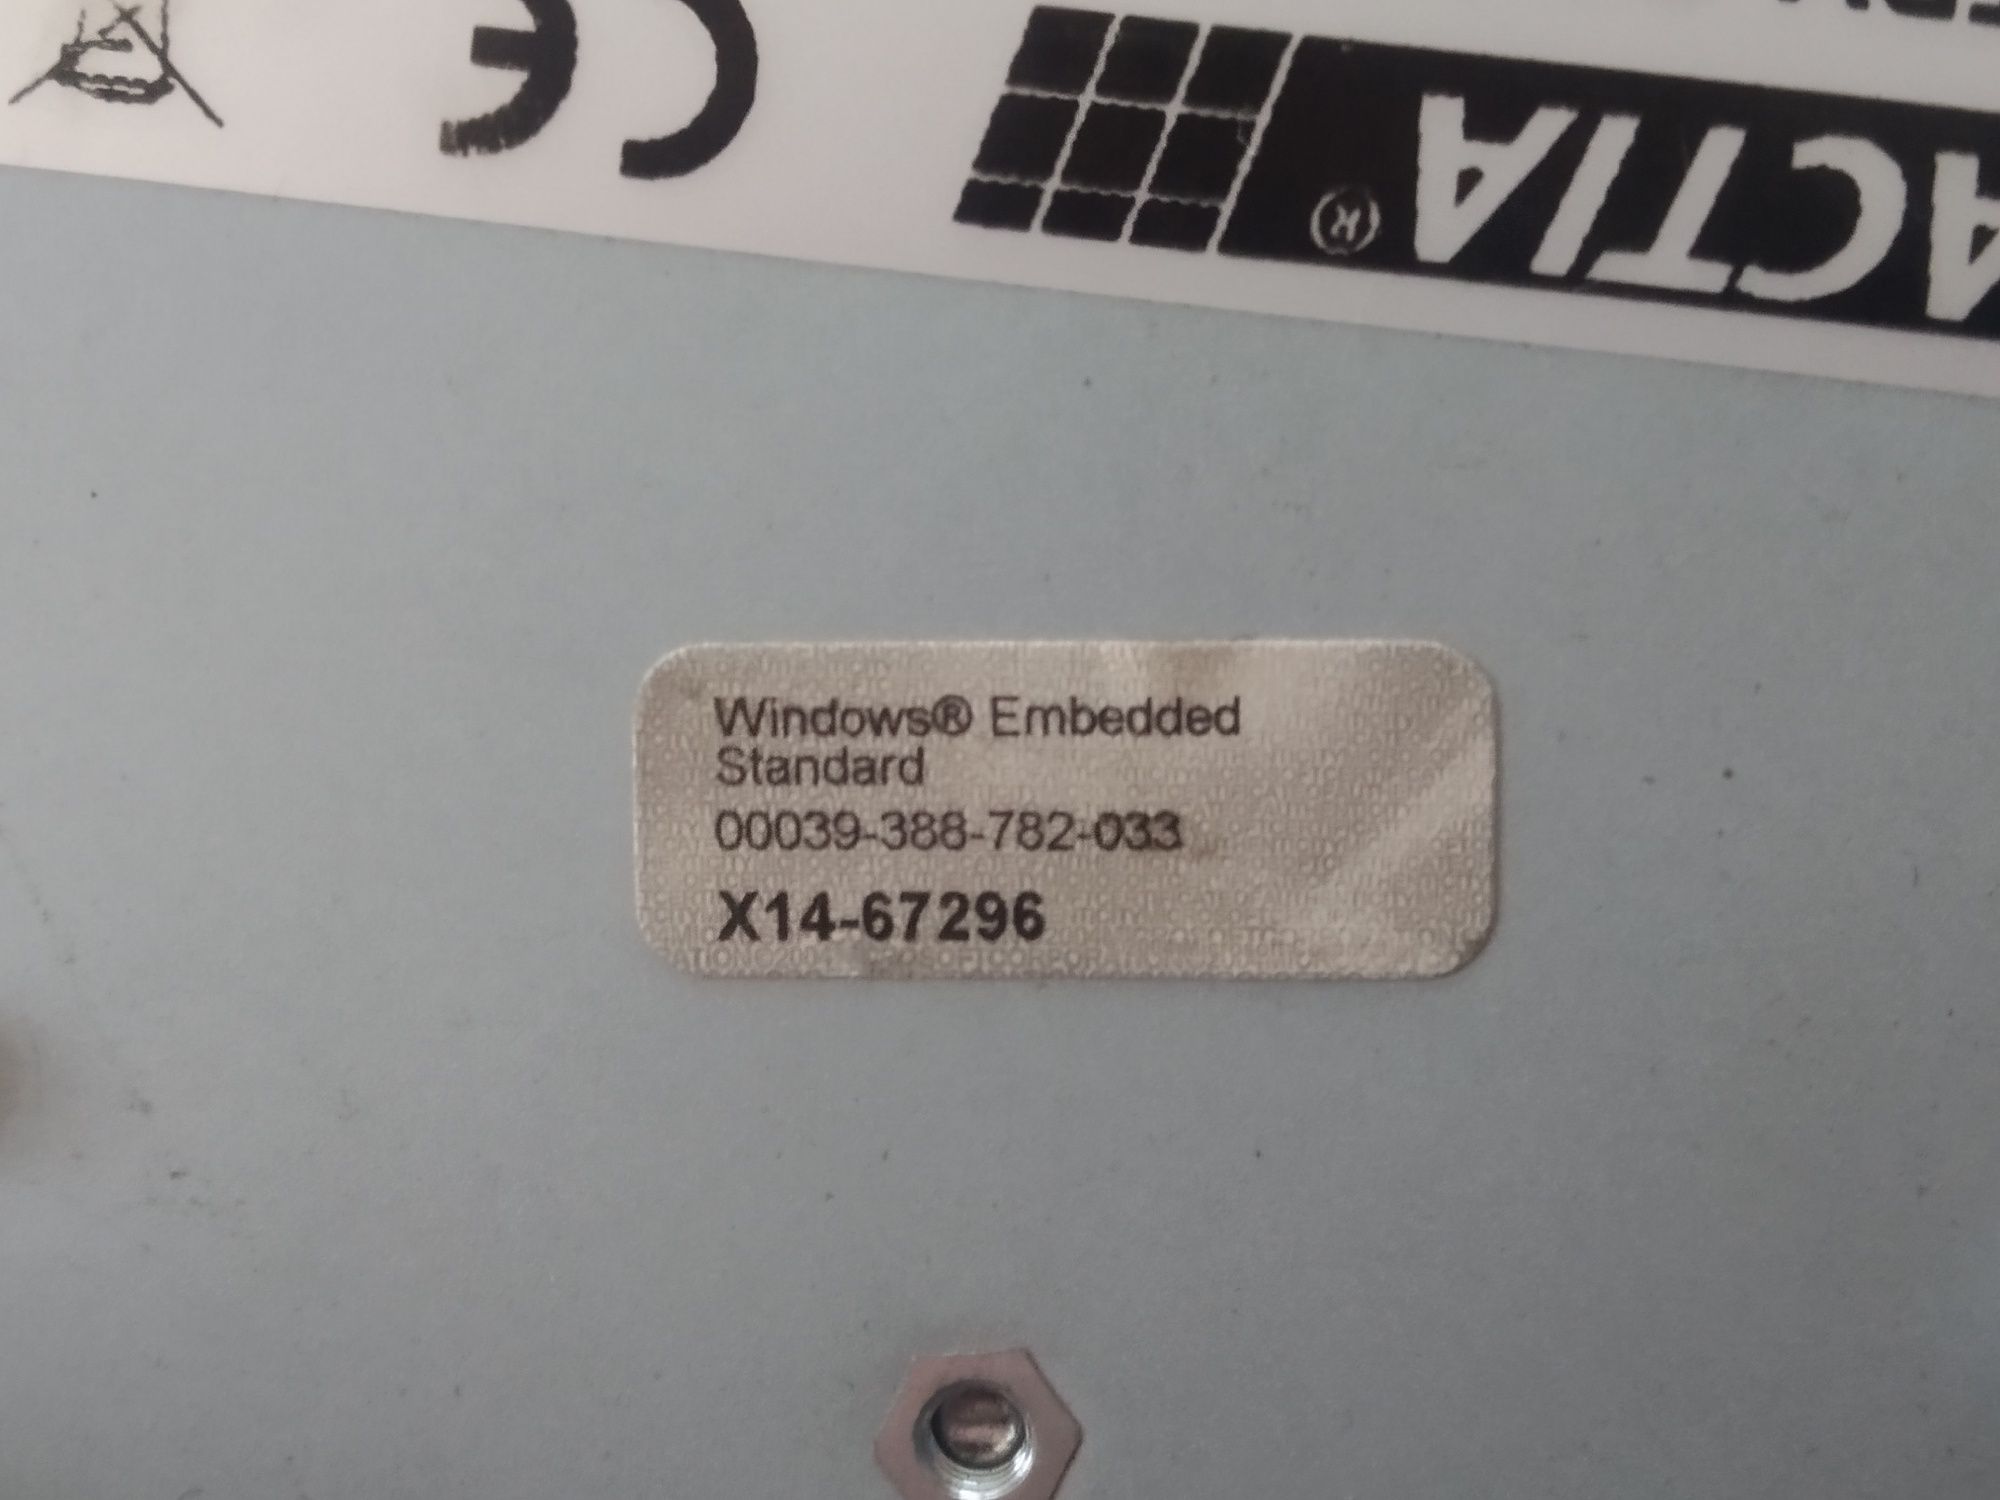 ACTIA®
Windows® Embedded
Standard
00039-388-782-033
X14-67296